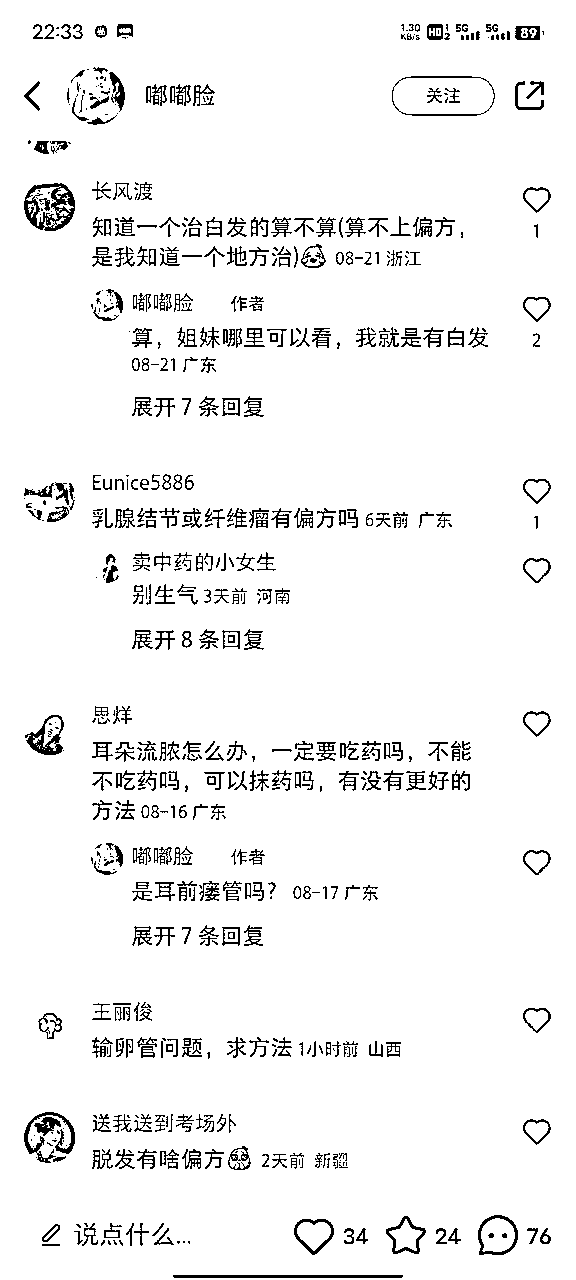 22:33
1.30 KB/s HD 1 2 5G 5G 89
嘟嘟脸
关注
长风渡
知道一个治白发的算不算(算不上偏方，
是我知道一个地方治) 08-21 浙江
1
嘟嘟脸 作者
算，姐妹哪里可以看，我就是有白发
08-21 广东
2
展开 7 条回复
Eunice5886
乳腺结节或纤维瘤有偏方吗 6天前 广东
1
卖中药的小女生
别生气 3天前 河南
展开 8 条回复
思烊
耳朵流脓怎么办，一定要吃药吗，不能
不吃药吗，可以抹药吗，有没有更好的
方法 08-16 广东
嘟嘟脸 作者
是耳前瘘管吗？ 08-17 广东
展开 7 条回复
王丽俊
输卵管问题，求方法 1小时前 山西
送我送到考场外
脱发有啥偏方 2天前 新疆
说点什么... 34 24 76